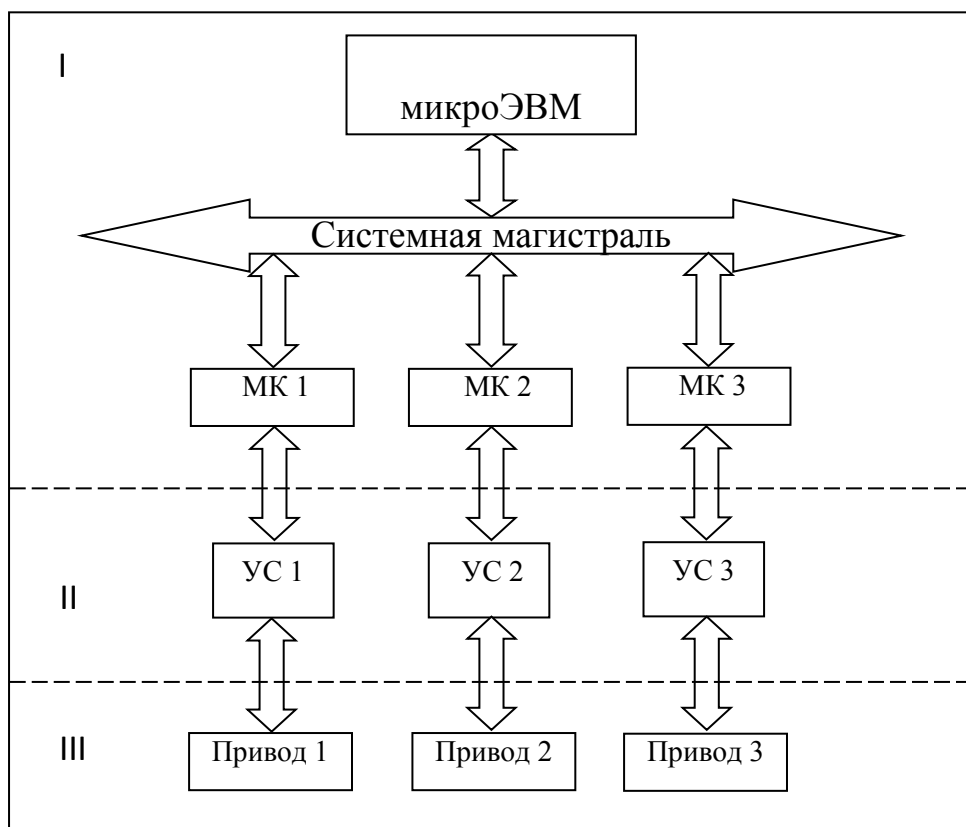 I
микроЭВМ
Системная магистраль
МК 1
МК 2
МК 3
II
УС 1
УС 2
УС 3
III
Привод 1
Привод 2
Привод 3